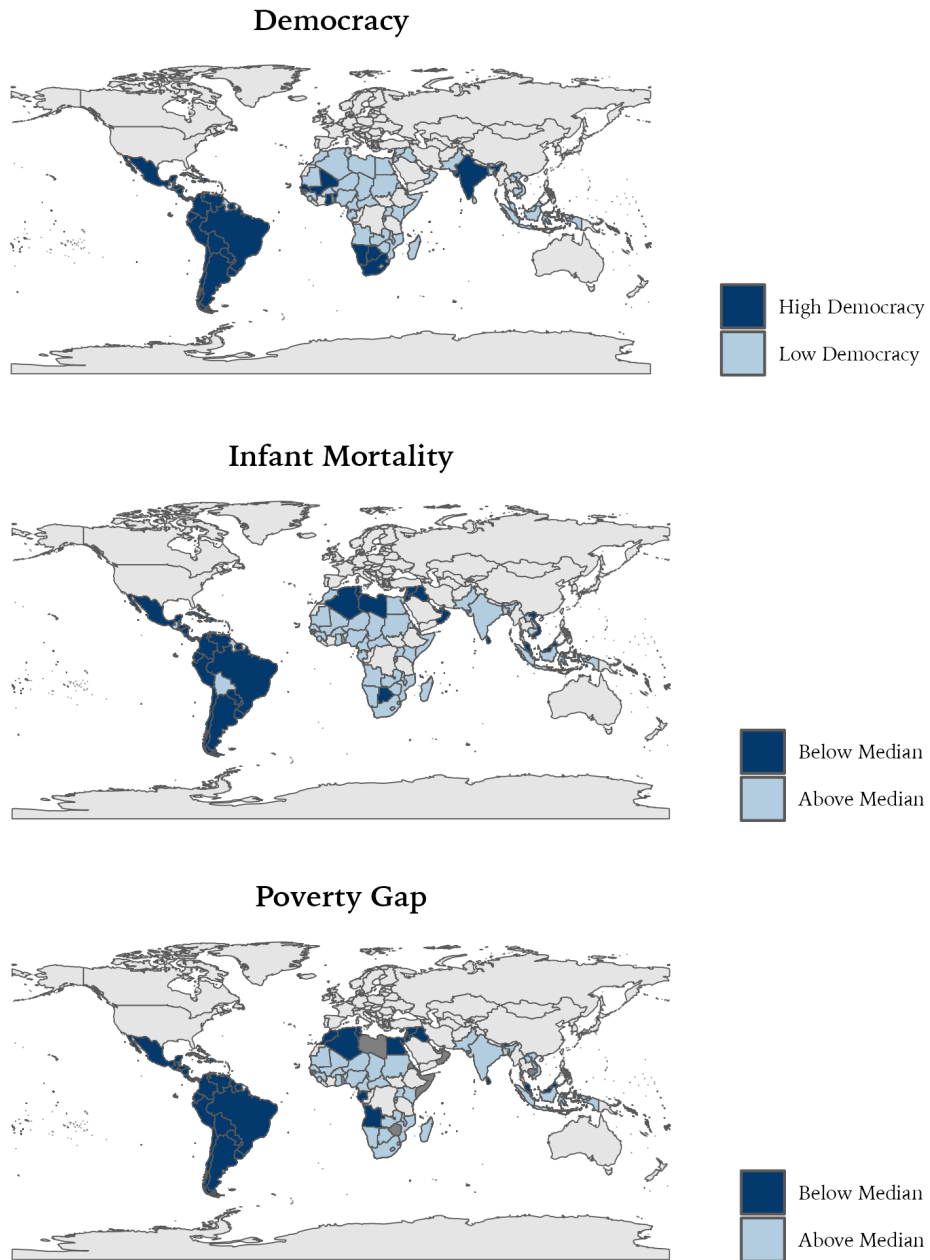 Democracy
High Democracy
Low Democracy
Infant Mortality
Below Median
Above Median
Poverty Gap
Below Median
Above Median